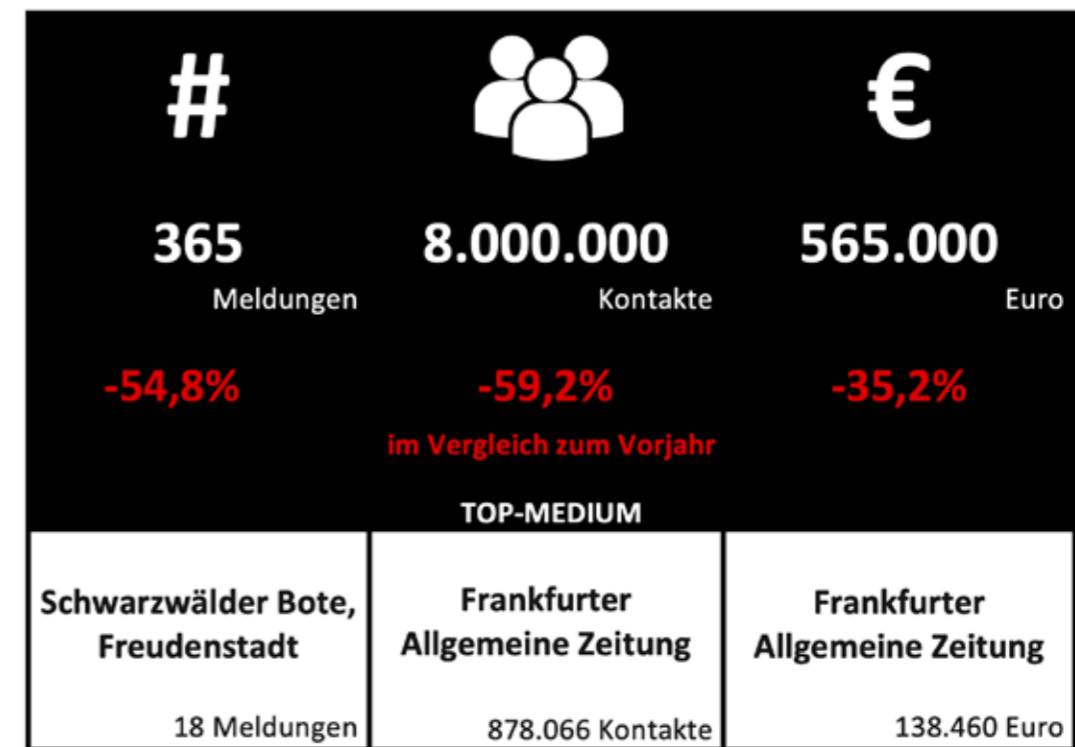 #
€
365
8.000.000
565.000
Meldungen
Kontakte
Euro
-54,8%
-59,2%
-35,2%
im Vergleich zum Vorjahr
TOP-MEDIUM
Schwarzwälder Bote,
Freudenstadt
18 Meldungen
Frankfurter
Allgemeine Zeitung
878.066 Kontakte
Frankfurter
Allgemeine Zeitung
138.460 Euro